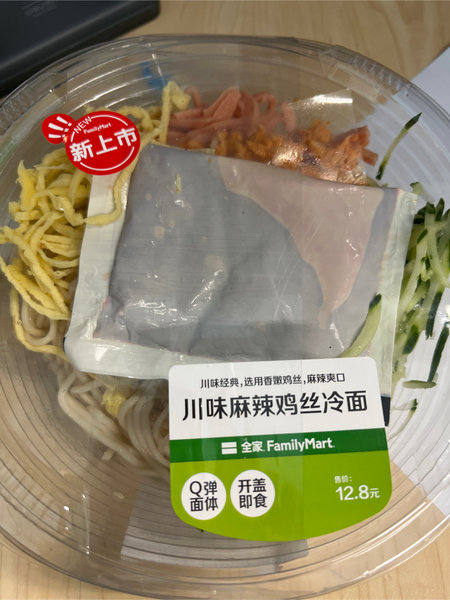 NEW
FamilyMart
新上市
川味经典,选用香嫩鸡丝,麻辣爽口
川味麻辣鸡丝冷面
全家 FamilyMart
Q弹
面体
开盖
即食
售价:
12.8元